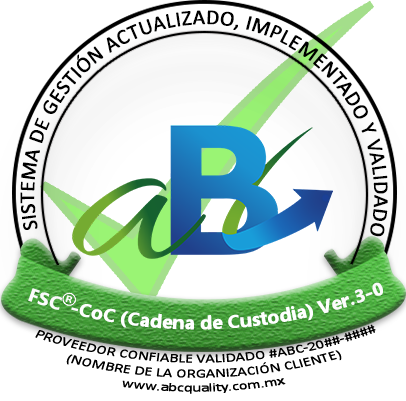 SISTEMA DE GESTIÓN ACTUALIZADO, IMPLEMENTADO Y VALIDADO
aBc
FSC®-CoC (Cadena de Custodia) Ver.3-0
PROVEEDOR CONFIABLE VALIDADO #ABC-20##-####
(NOMBRE DE LA ORGANIZACIÓN CLIENTE)
www.abcquality.com.mx